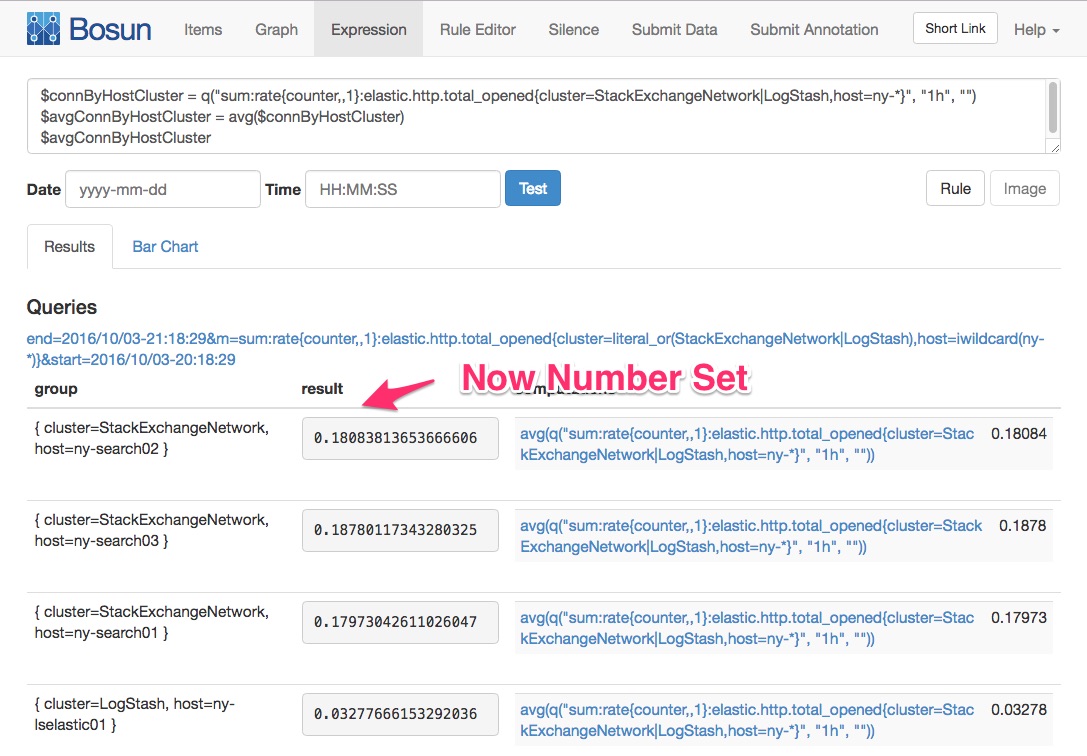 Bosun Items Graph Expression Rule Editor Silence Submit Data Submit Annotation Short Link Help
$connByHostCluster = q("sum:rate{counter,,1}:elastic.http.total_opened{cluster=StackExchangeNetwork|LogStash,host=ny-*}", "1h", "")
$avgConnByHostCluster = avg($connByHostCluster)
$avgConnByHostCluster
Date yyyy-mm-dd Time HH:MM:SS Test Rule Image
Results Bar Chart
Queries
end=2016/10/03-21:18:29&m=sum:rate{counter,,1}:elastic.http.total_opened{cluster=literal_or(StackExchangeNetwork|LogStash),host=iwildcard(ny-
*)}&start=2016/10/03-20:18:29
Now Number Set
group result
{ cluster=StackExchangeNetwork,
host=ny-search02 }
0.18083813653666606
avg(q("sum:rate{counter,,1}:elastic.http.total_opened{cluster=Stac
kExchangeNetwork|LogStash,host=ny-*}", "1h", ""))
0.18084
{ cluster=StackExchangeNetwork,
host=ny-search03 }
0.18780117343280325
avg(q("sum:rate{counter,,1}:elastic.http.total_opened{cluster=Stack
ExchangeNetwork|LogStash,host=ny-*}", "1h", ""))
0.1878
{ cluster=StackExchangeNetwork,
host=ny-search01 }
0.17973042611026047
avg(q("sum:rate{counter,,1}:elastic.http.total_opened{cluster=Stac
kExchangeNetwork|LogStash,host=ny-*}", "1h", ""))
0.17973
{ cluster=LogStash, host=ny-
lselastic01 }
0.03277666153292036
avg(q("sum:rate{counter,,1}:elastic.http.total_opened{cluster=Stac
kExchangeNetwork|LogStash,host=ny-*}", "1h", ""))
0.03278